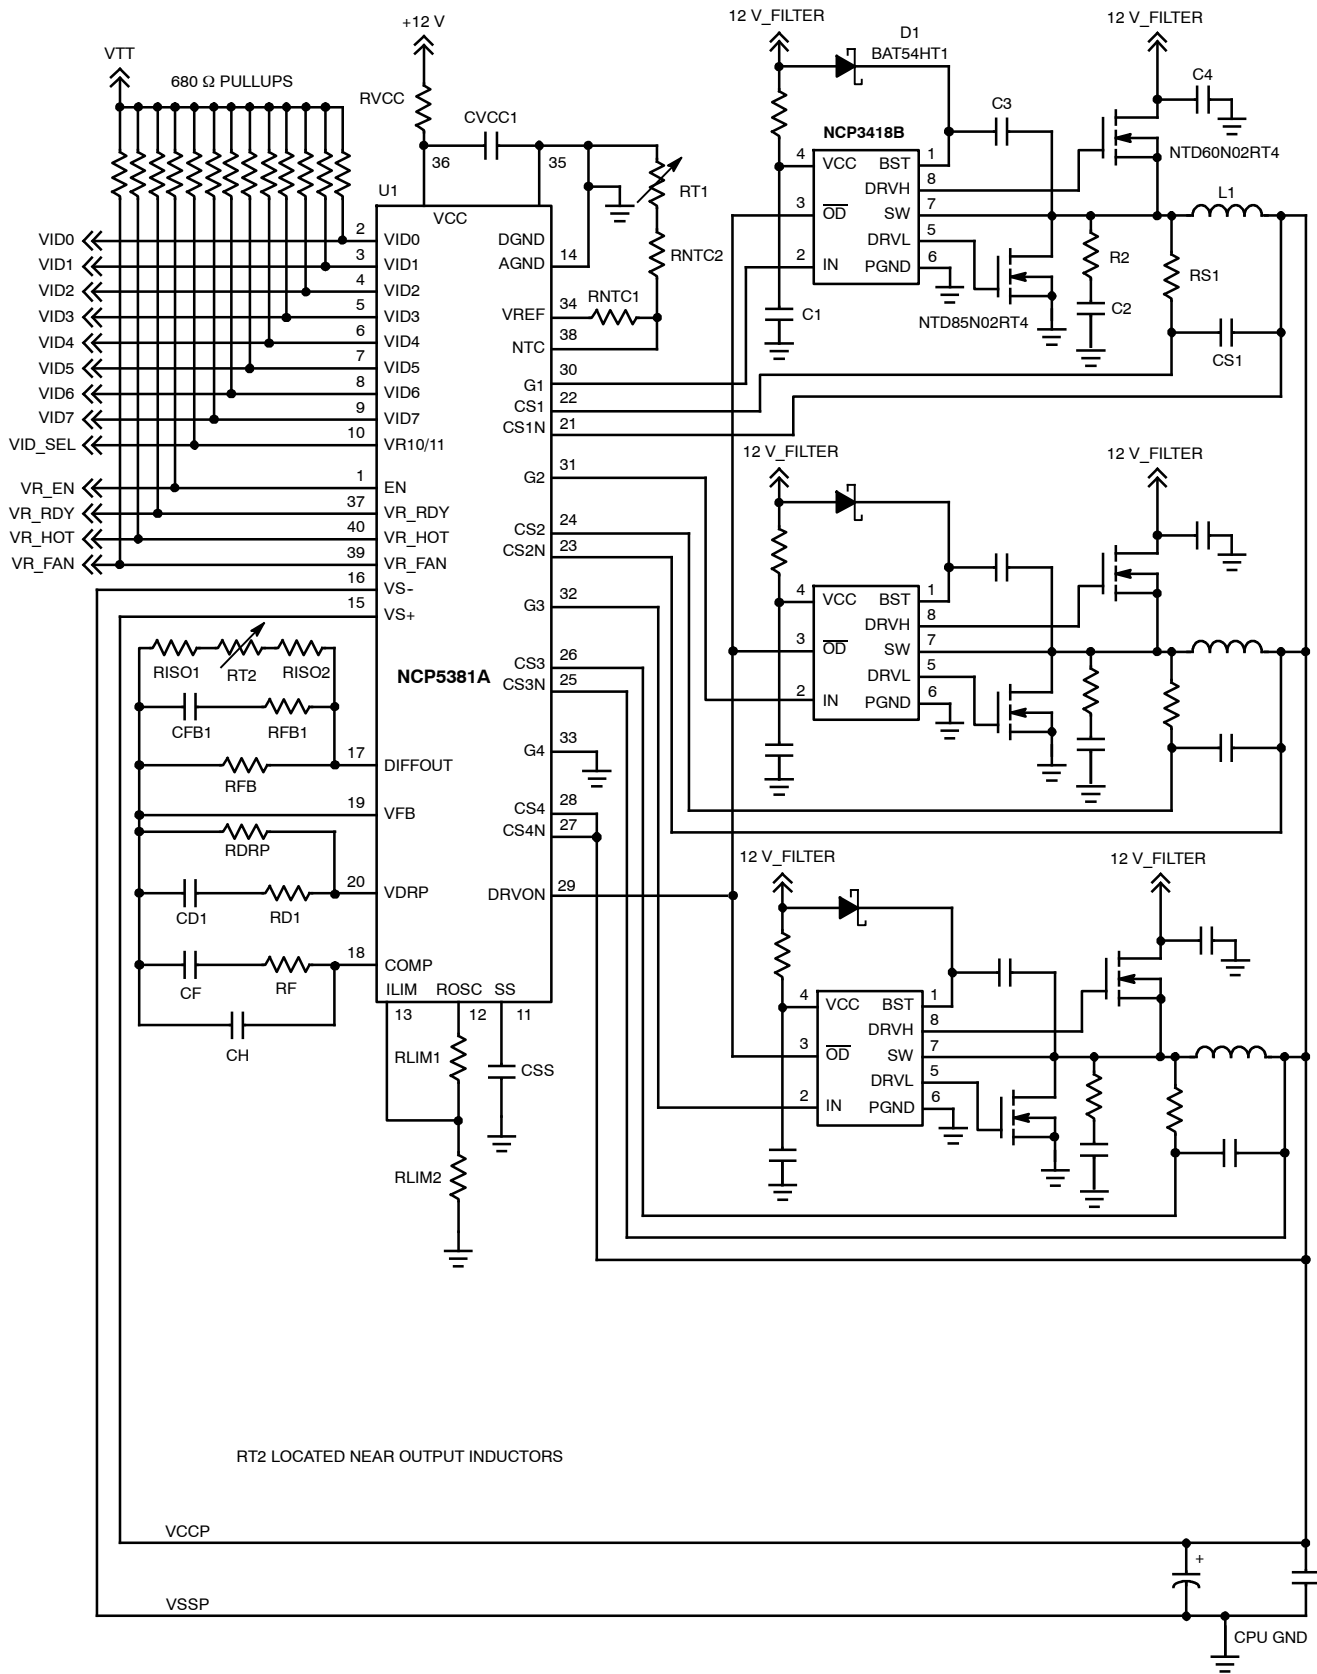 +12 V
12 V_FILTER
12 V_FILTER
D1
BAT54HT1
VTT
680 Ω PULLUPS
RVCC
CVCC1
C4
C3
NCP3418B
NTD60N02RT4
36
35
U1
VCC
RT1
4
VCC
BST
1
DRVH
8
3
OD
SW
7
L1
DRVL
5
2
IN
PGND
6
R2
RS1
C1
NTD85N02RT4
C2
CS1
VID0
2
VID0
DGND
VID1
3
VID1
AGND
14
RNTC2
VID2
4
VID2
RNTC1
VID3
5
VID3
VREF
34
VID4
6
VID4
NTC
38
VID5
7
VID5
G1
30
VID6
8
VID6
CS1
22
VID7
9
VID7
CS1N
21
VID_SEL
10
VR10/11
12 V_FILTER
12 V_FILTER
G2
31
VR_EN
1
EN
VR_RDY
37
VR_RDY
CS2
24
VR_HOT
40
VR_HOT
CS2N
23
VR_FAN
39
VR_FAN
16
VS-
15
VS+
G3
32
4
VCC
BST
1
DRVH
8
3
OD
SW
7
DRVL
5
2
IN
PGND
6
RISO1
RT2
RISO2
NCP5381A
CS3
26
CS3N
25
CFB1
RFB1
G4
33
17
DIFFOUT
RFB
19
VFB
CS4
28
CS4N
27
RDRP
12 V_FILTER
12 V_FILTER
20
VDRP
DRVON
29
CD1
RD1
18
COMP
CF
RF
ILIM
ROSC
SS
13
12
11
CH
RLIM1
CSS
RLIM2
4
VCC
BST
1
DRVH
8
3
OD
SW
7
DRVL
5
2
IN
PGND
6
RT2 LOCATED NEAR OUTPUT INDUCTORS
VCCP
+
VSSP
CPU GND